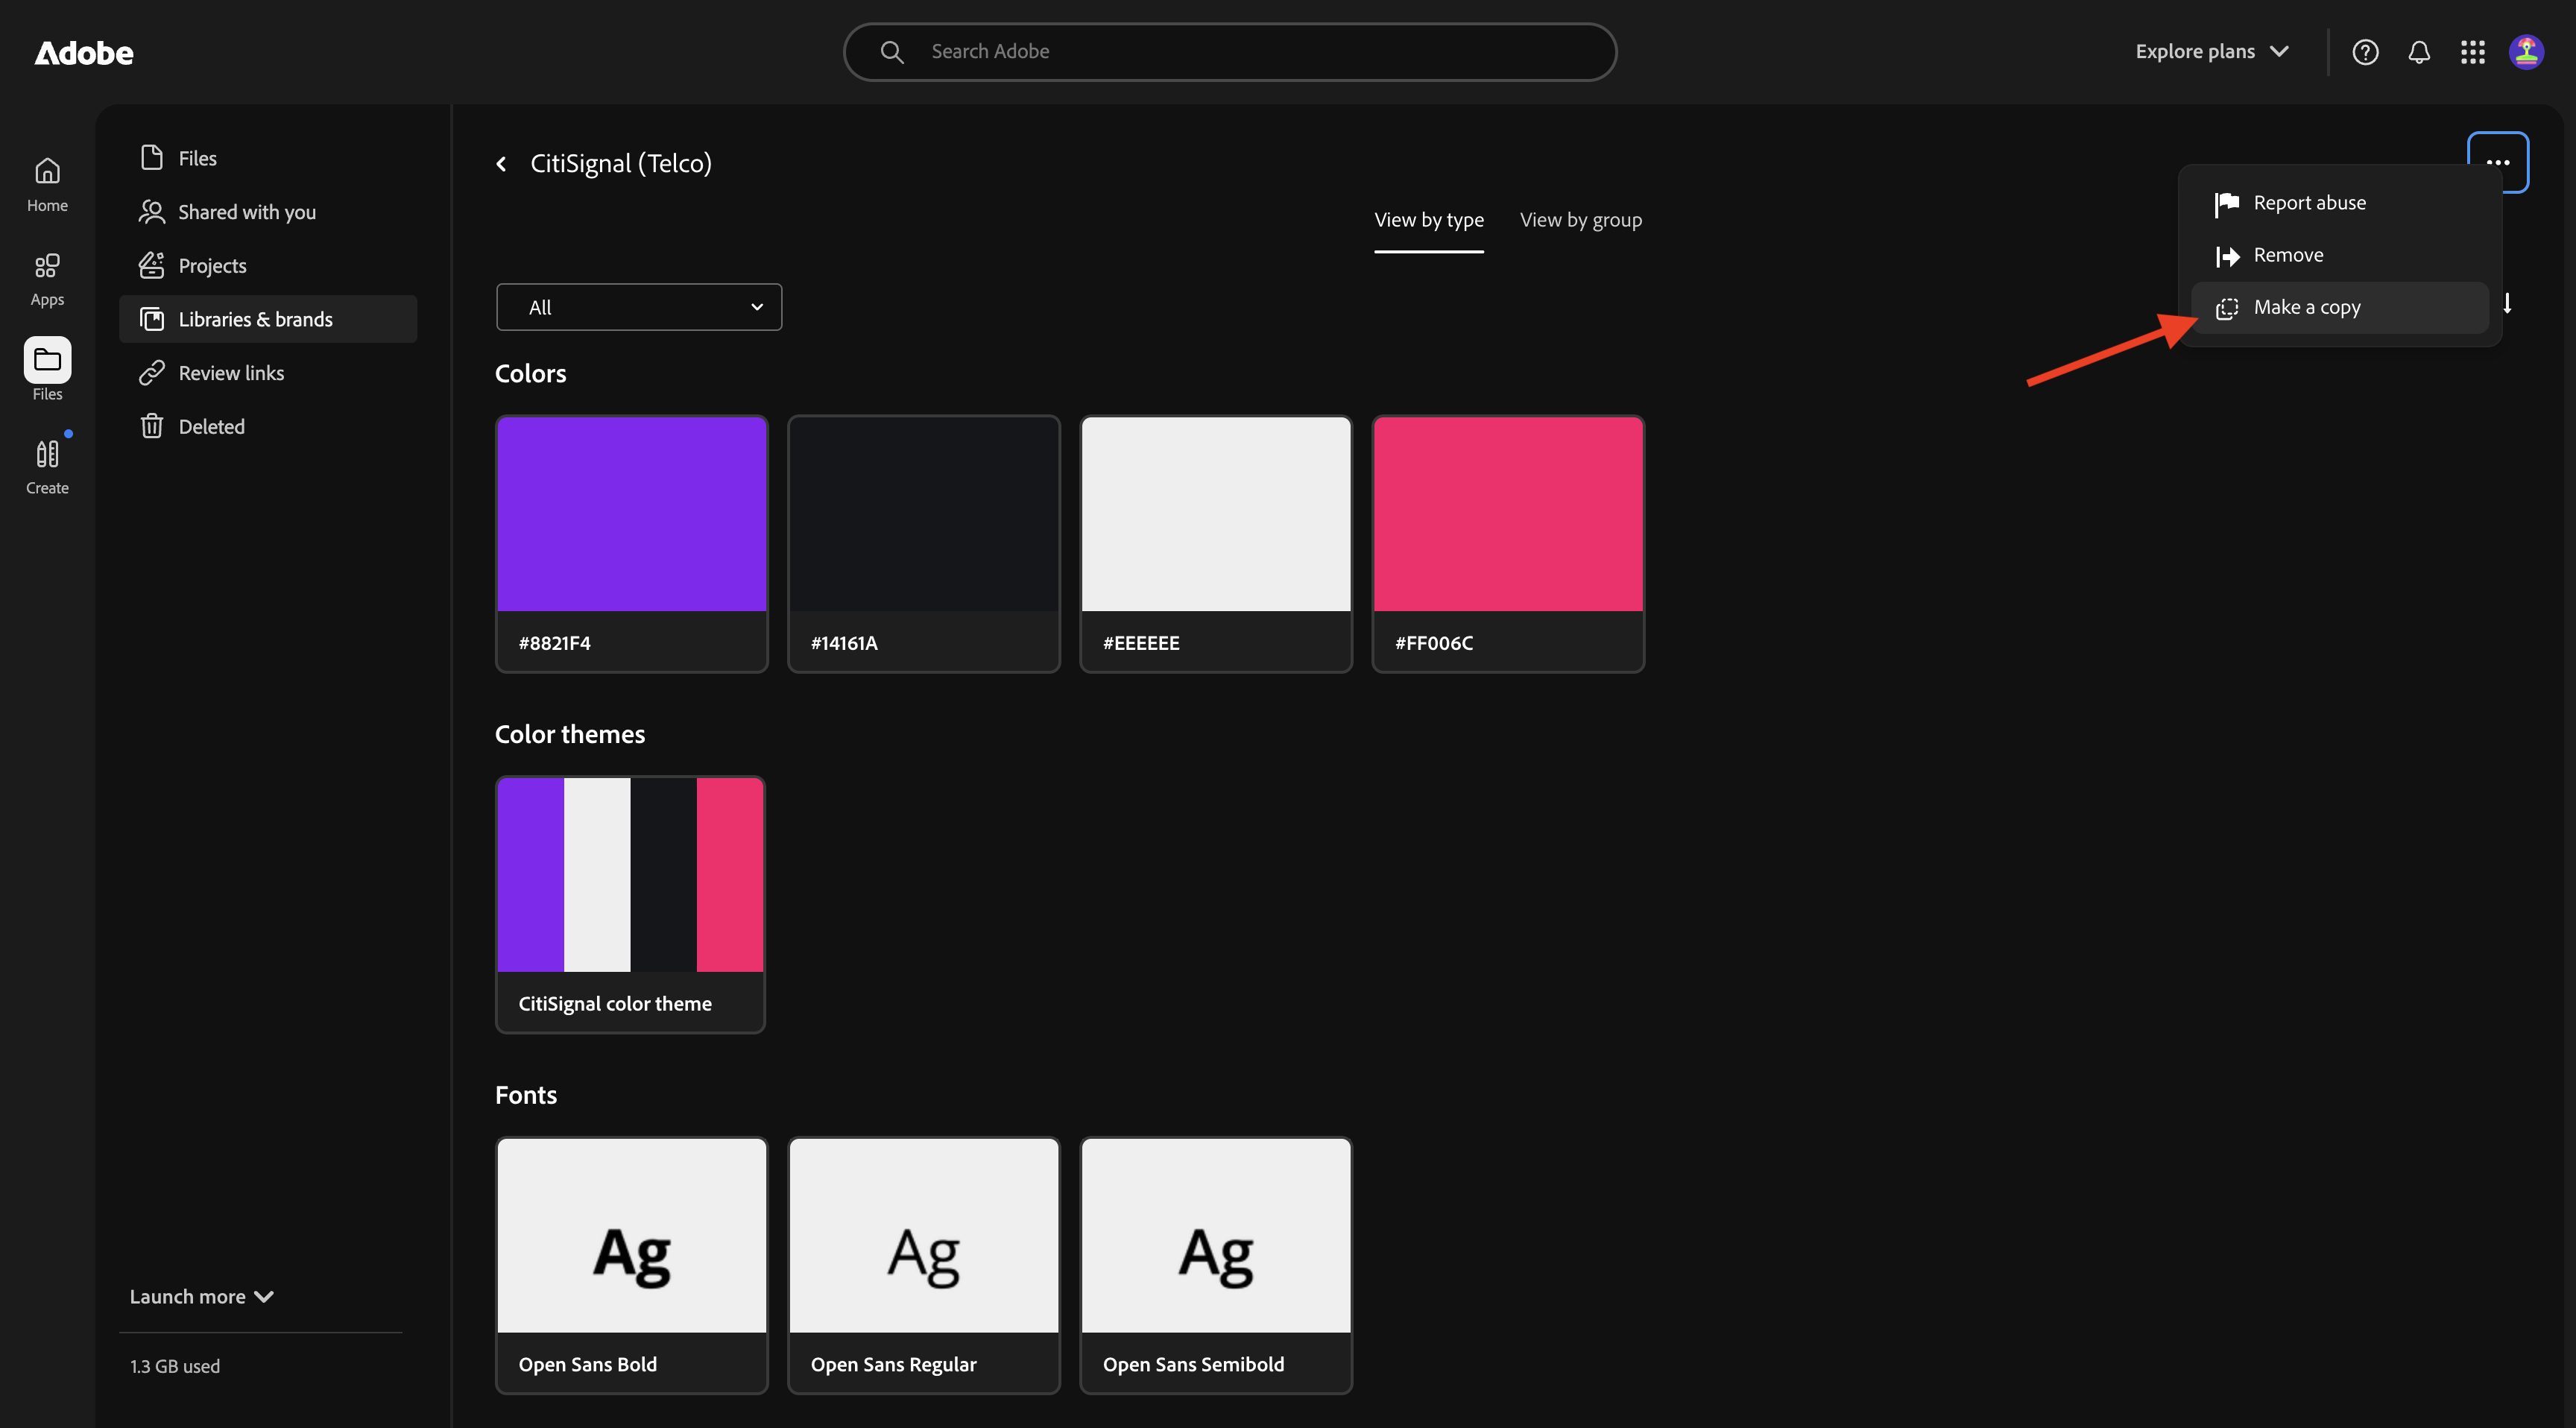 Adobe
Search Adobe
Explore plans
Home
Apps
Files
Create
Files
Shared with you
Projects
Libraries & brands
Review links
Deleted
Launch more
1.3 GB used
CitiSignal (Telco)
View by type
View by group
Report abuse
Remove
Make a copy
All
Colors
#8821F4
#14161A
#EEEEEE
#FF006C
Color themes
CitiSignal color theme
Fonts
Ag
Ag
Ag
Open Sans Bold
Open Sans Regular
Open Sans Semibold